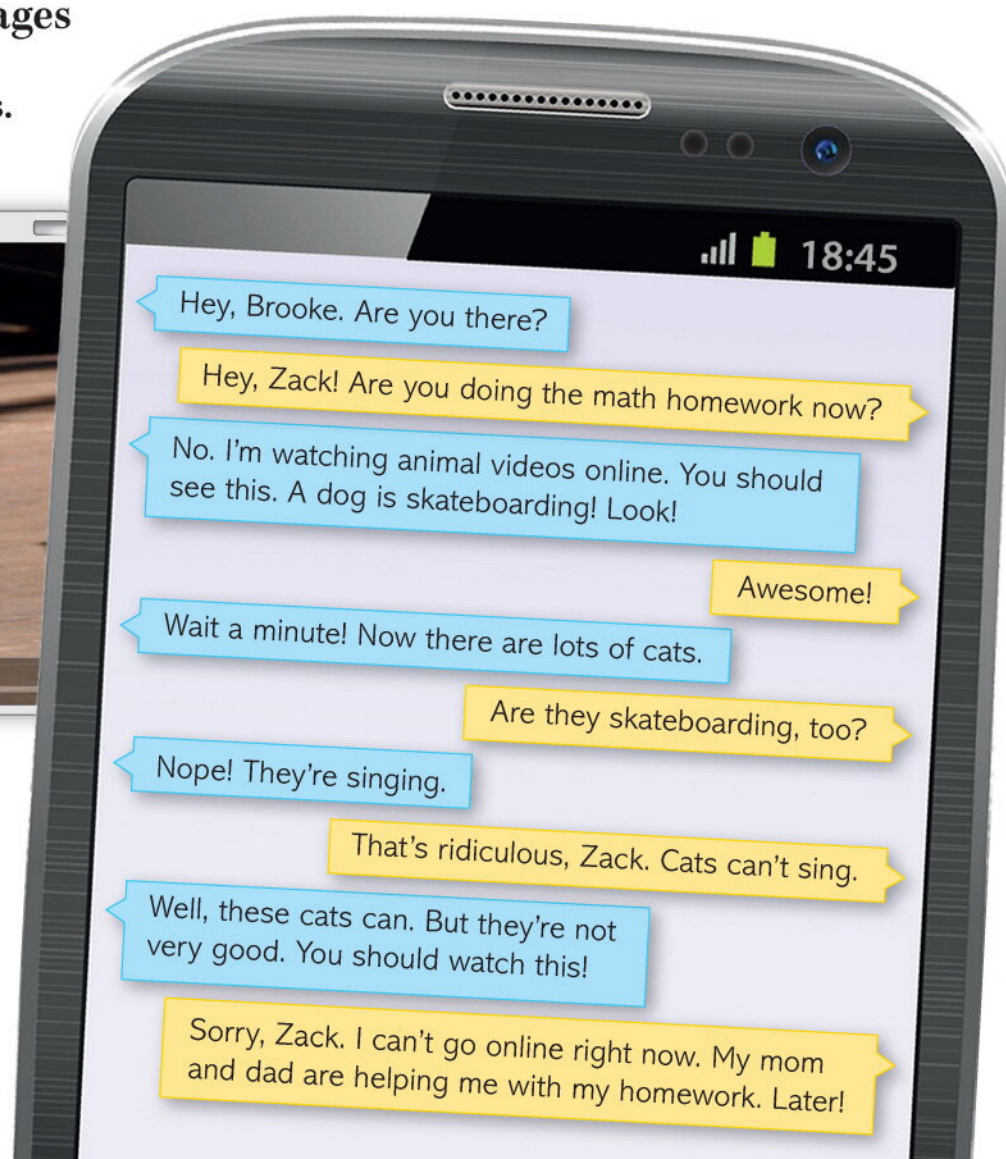 ages
s.
18:45
Hey, Brooke. Are you there?
Hey, Zack! Are you doing the math homework now?
No. I'm watching animal videos online. You should
see this. A dog is skateboarding! Look!
Awesome!
Wait a minute! Now there are lots of cats.
Are they skateboarding, too?
Nope! They're singing.
That's ridiculous, Zack. Cats can't sing.
Well, these cats can. But they're not
very good. You should watch this!
Sorry, Zack. I can't go online right now. My mom
and dad are helping me with my homework. Later!